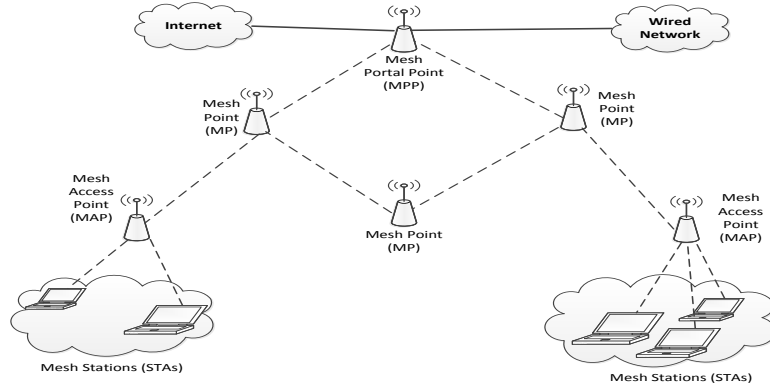 Internet
Wired
Network
Mesh
Portal Point
(MPP)
Mesh
Point
(MP)
Mesh
Point
(MP)
Mesh
Access
Point
(MAP)
Mesh Point
(MP)
Mesh
Access
Point
(MAP)
Mesh Stations (STAs)
Mesh Stations (STAs)